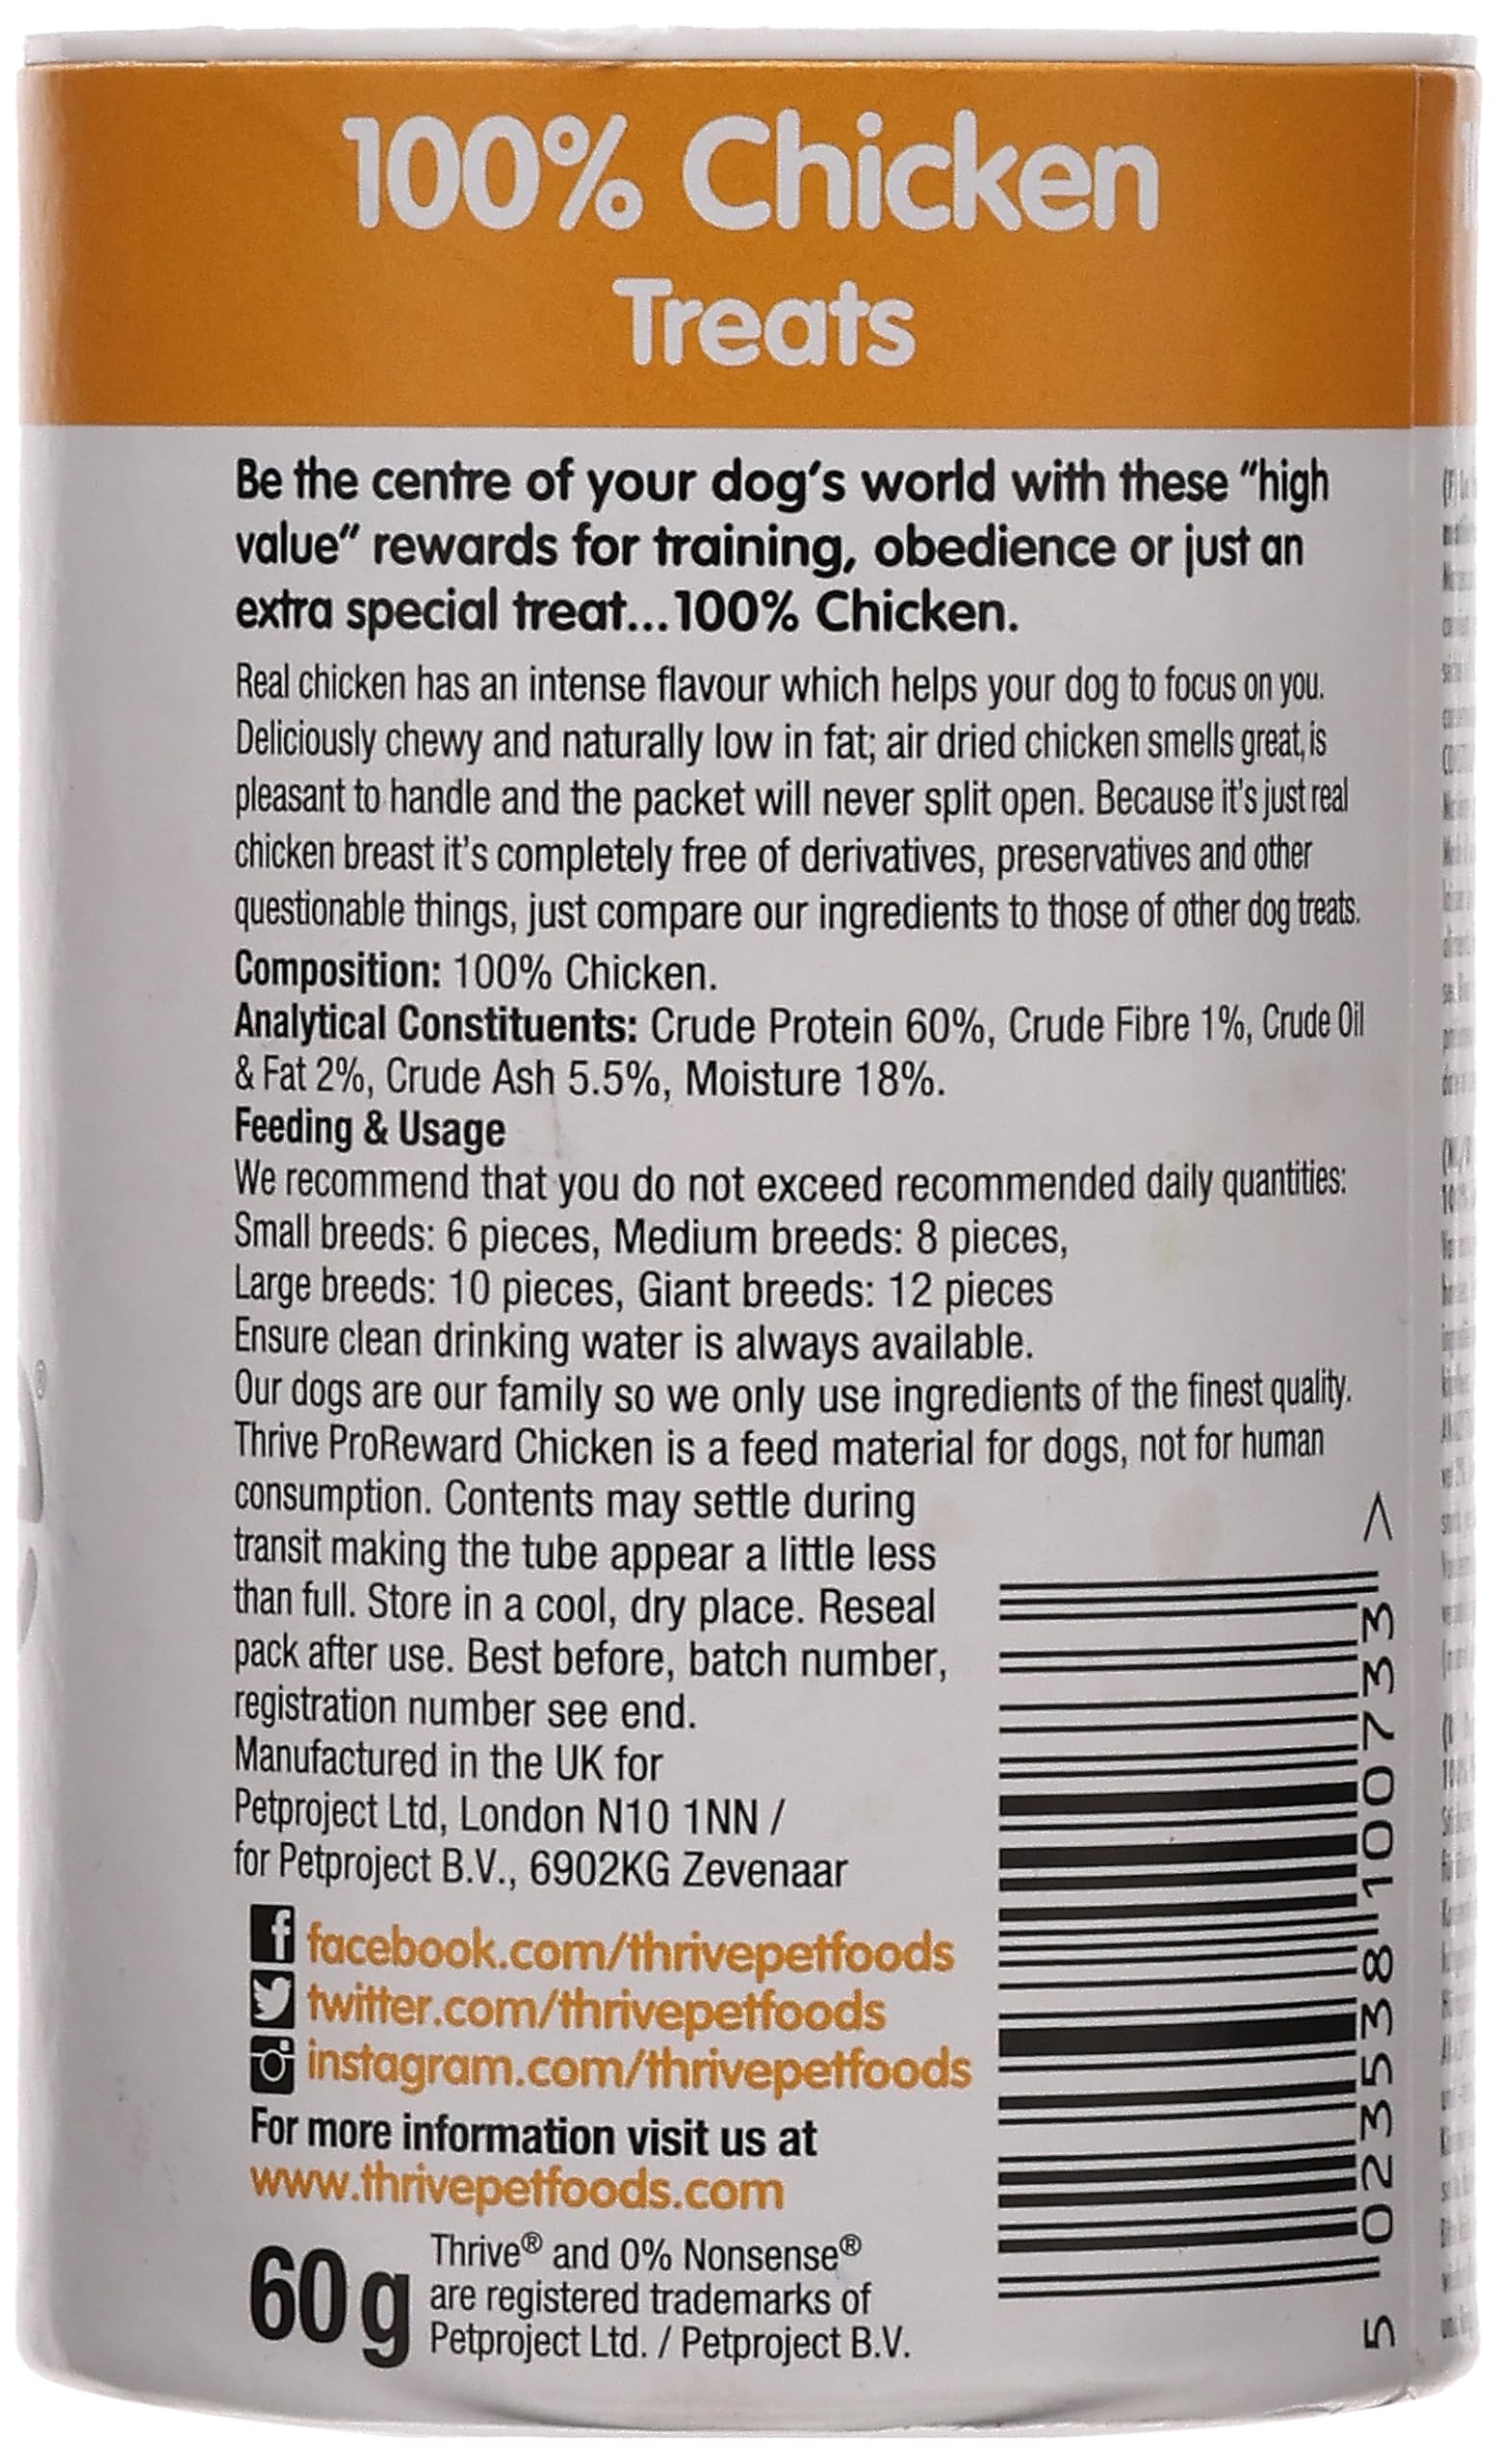 100% Chicken
Treats
Be the centre of your dog's world with these "high
value" rewards for training, obedience or just an
extra special treat...100% Chicken.
Real chicken has an intense flavour which helps your dog to focus on you.
Deliciously chewy and naturally low in fat; air dried chicken smells great, is
pleasant to handle and the packet will never split open. Because it's just real
chicken breast it's completely free of derivatives, preservatives and other
questionable things, just compare our ingredients to those of other dog treats.
Composition: 100% Chicken.
Analytical Constituents: Crude Protein 60%, Crude Fibre 1%, Crude Oil
& Fat 2%, Crude Ash 5.5%, Moisture 18%.
Feeding & Usage
We recommend that you do not exceed recommended daily quantities:
Small breeds: 6 pieces, Medium breeds: 8 pieces,
Large breeds: 10 pieces, Giant breeds: 12 pieces
Ensure clean drinking water is always available.
Our dogs are our family so we only use ingredients of the finest quality.
Thrive ProReward Chicken is a feed material for dogs, not for human
consumption. Contents may settle during
transit making the tube appear a little less
than full. Store in a cool, dry place. Reseal
pack after use. Best before, batch number,
registration number see end.
Manufactured in the UK for
Petproject Ltd, London N10 1NN /
for Petproject B.V., 6902KG Zevenaar
facebook.com/thrivepetfoods
twitter.com/thrivepetfoods
instagram.com/thrivepetfoods
For more information visit us at
www.thrivepetfoods.com
60g
Thrive® and 0% Nonsense®
are registered trademarks of
Petproject Ltd. / Petproject B.V.
5 023538 100733 >